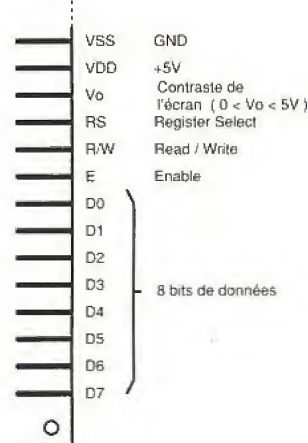 VSS GND
VDD +5V
Vo Contraste de
l'écran ( 0 < Vo < 5V )
RS Register Select
R/W Read / Write
E Enable
D0
D1
D2
D3 8 bits de données
D4
D5
D6
D7